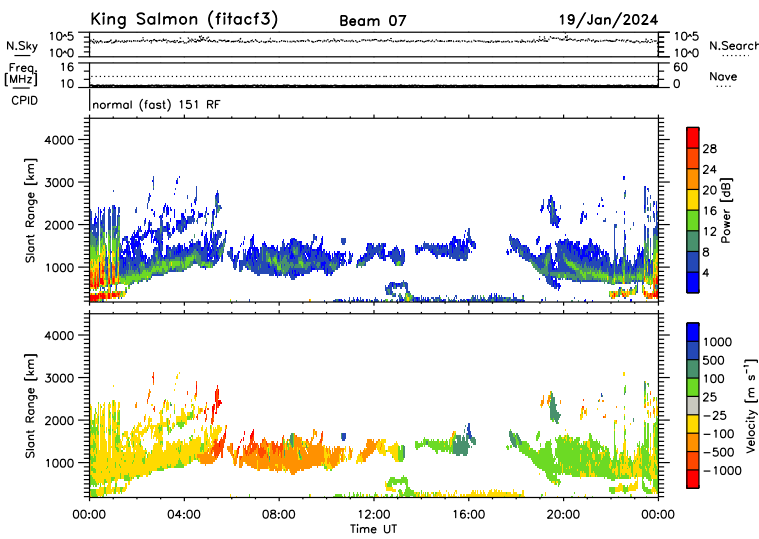 King Salmon (fitacf3) Beam 07 19/Jan/2024
N.Sky 10^5 10^0 10^5 10^0 N.Search
Freq. [MHz] 16 10 60 0 Nave
CPID normal (fast) 151 RF
Slant Range [km]
4000
3000
2000
1000
28
24
20
16
12
8
4
Power [dB]
Slant Range [km]
4000
3000
2000
1000
1000
500
100
25
-25
-100
-500
-1000
Velocity [m s⁻¹]
00:00 04:00 08:00 12:00 16:00 20:00 00:00
Time UT